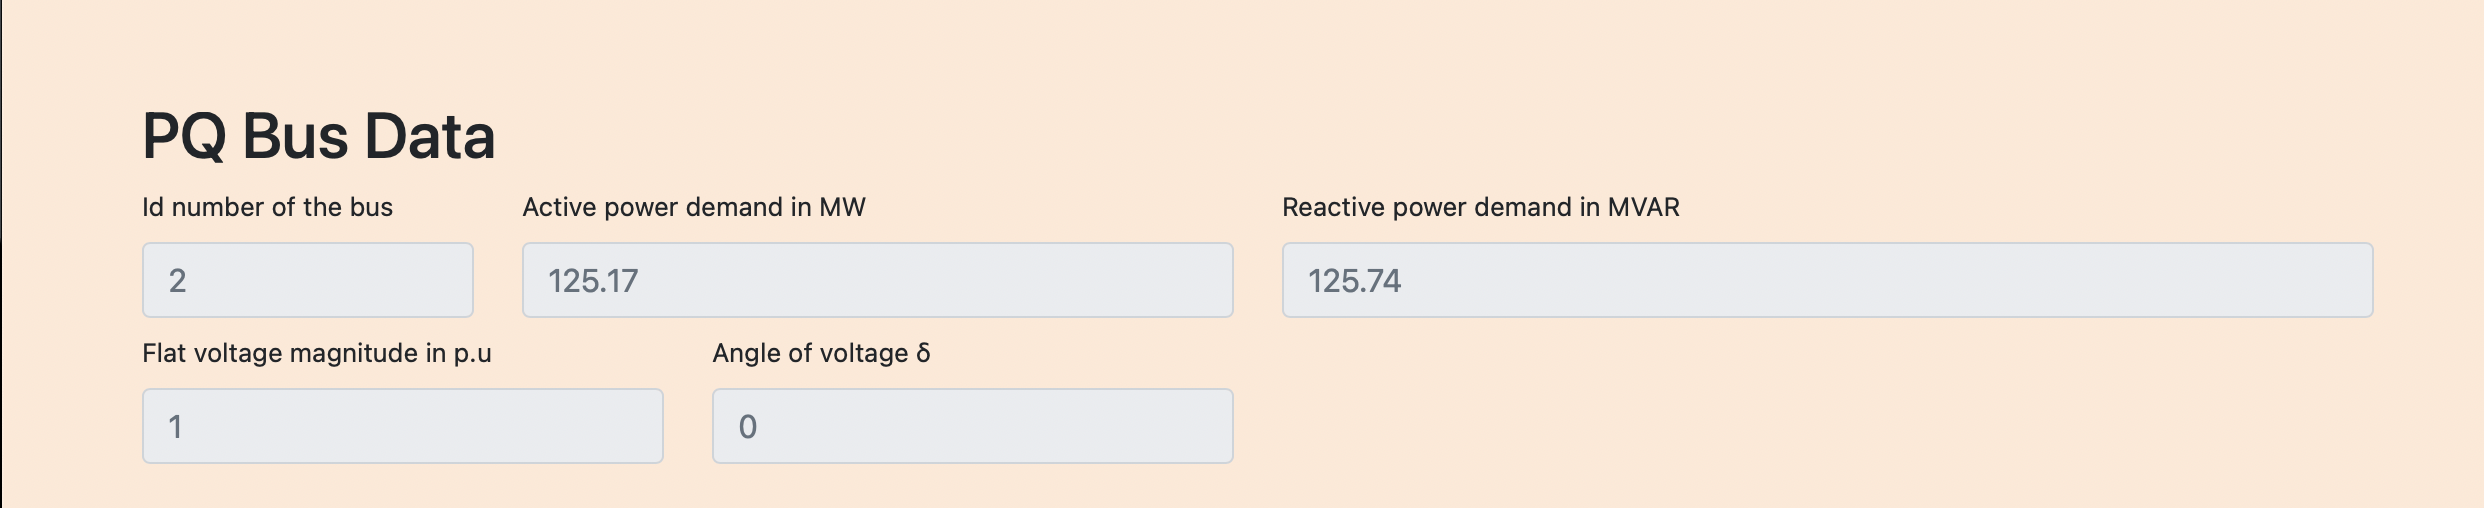 PQ Bus Data
Id number of the bus Active power demand in MW Reactive power demand in MVAR
2 125.17 125.74
Flat voltage magnitude in p.u Angle of voltage δ
1 0